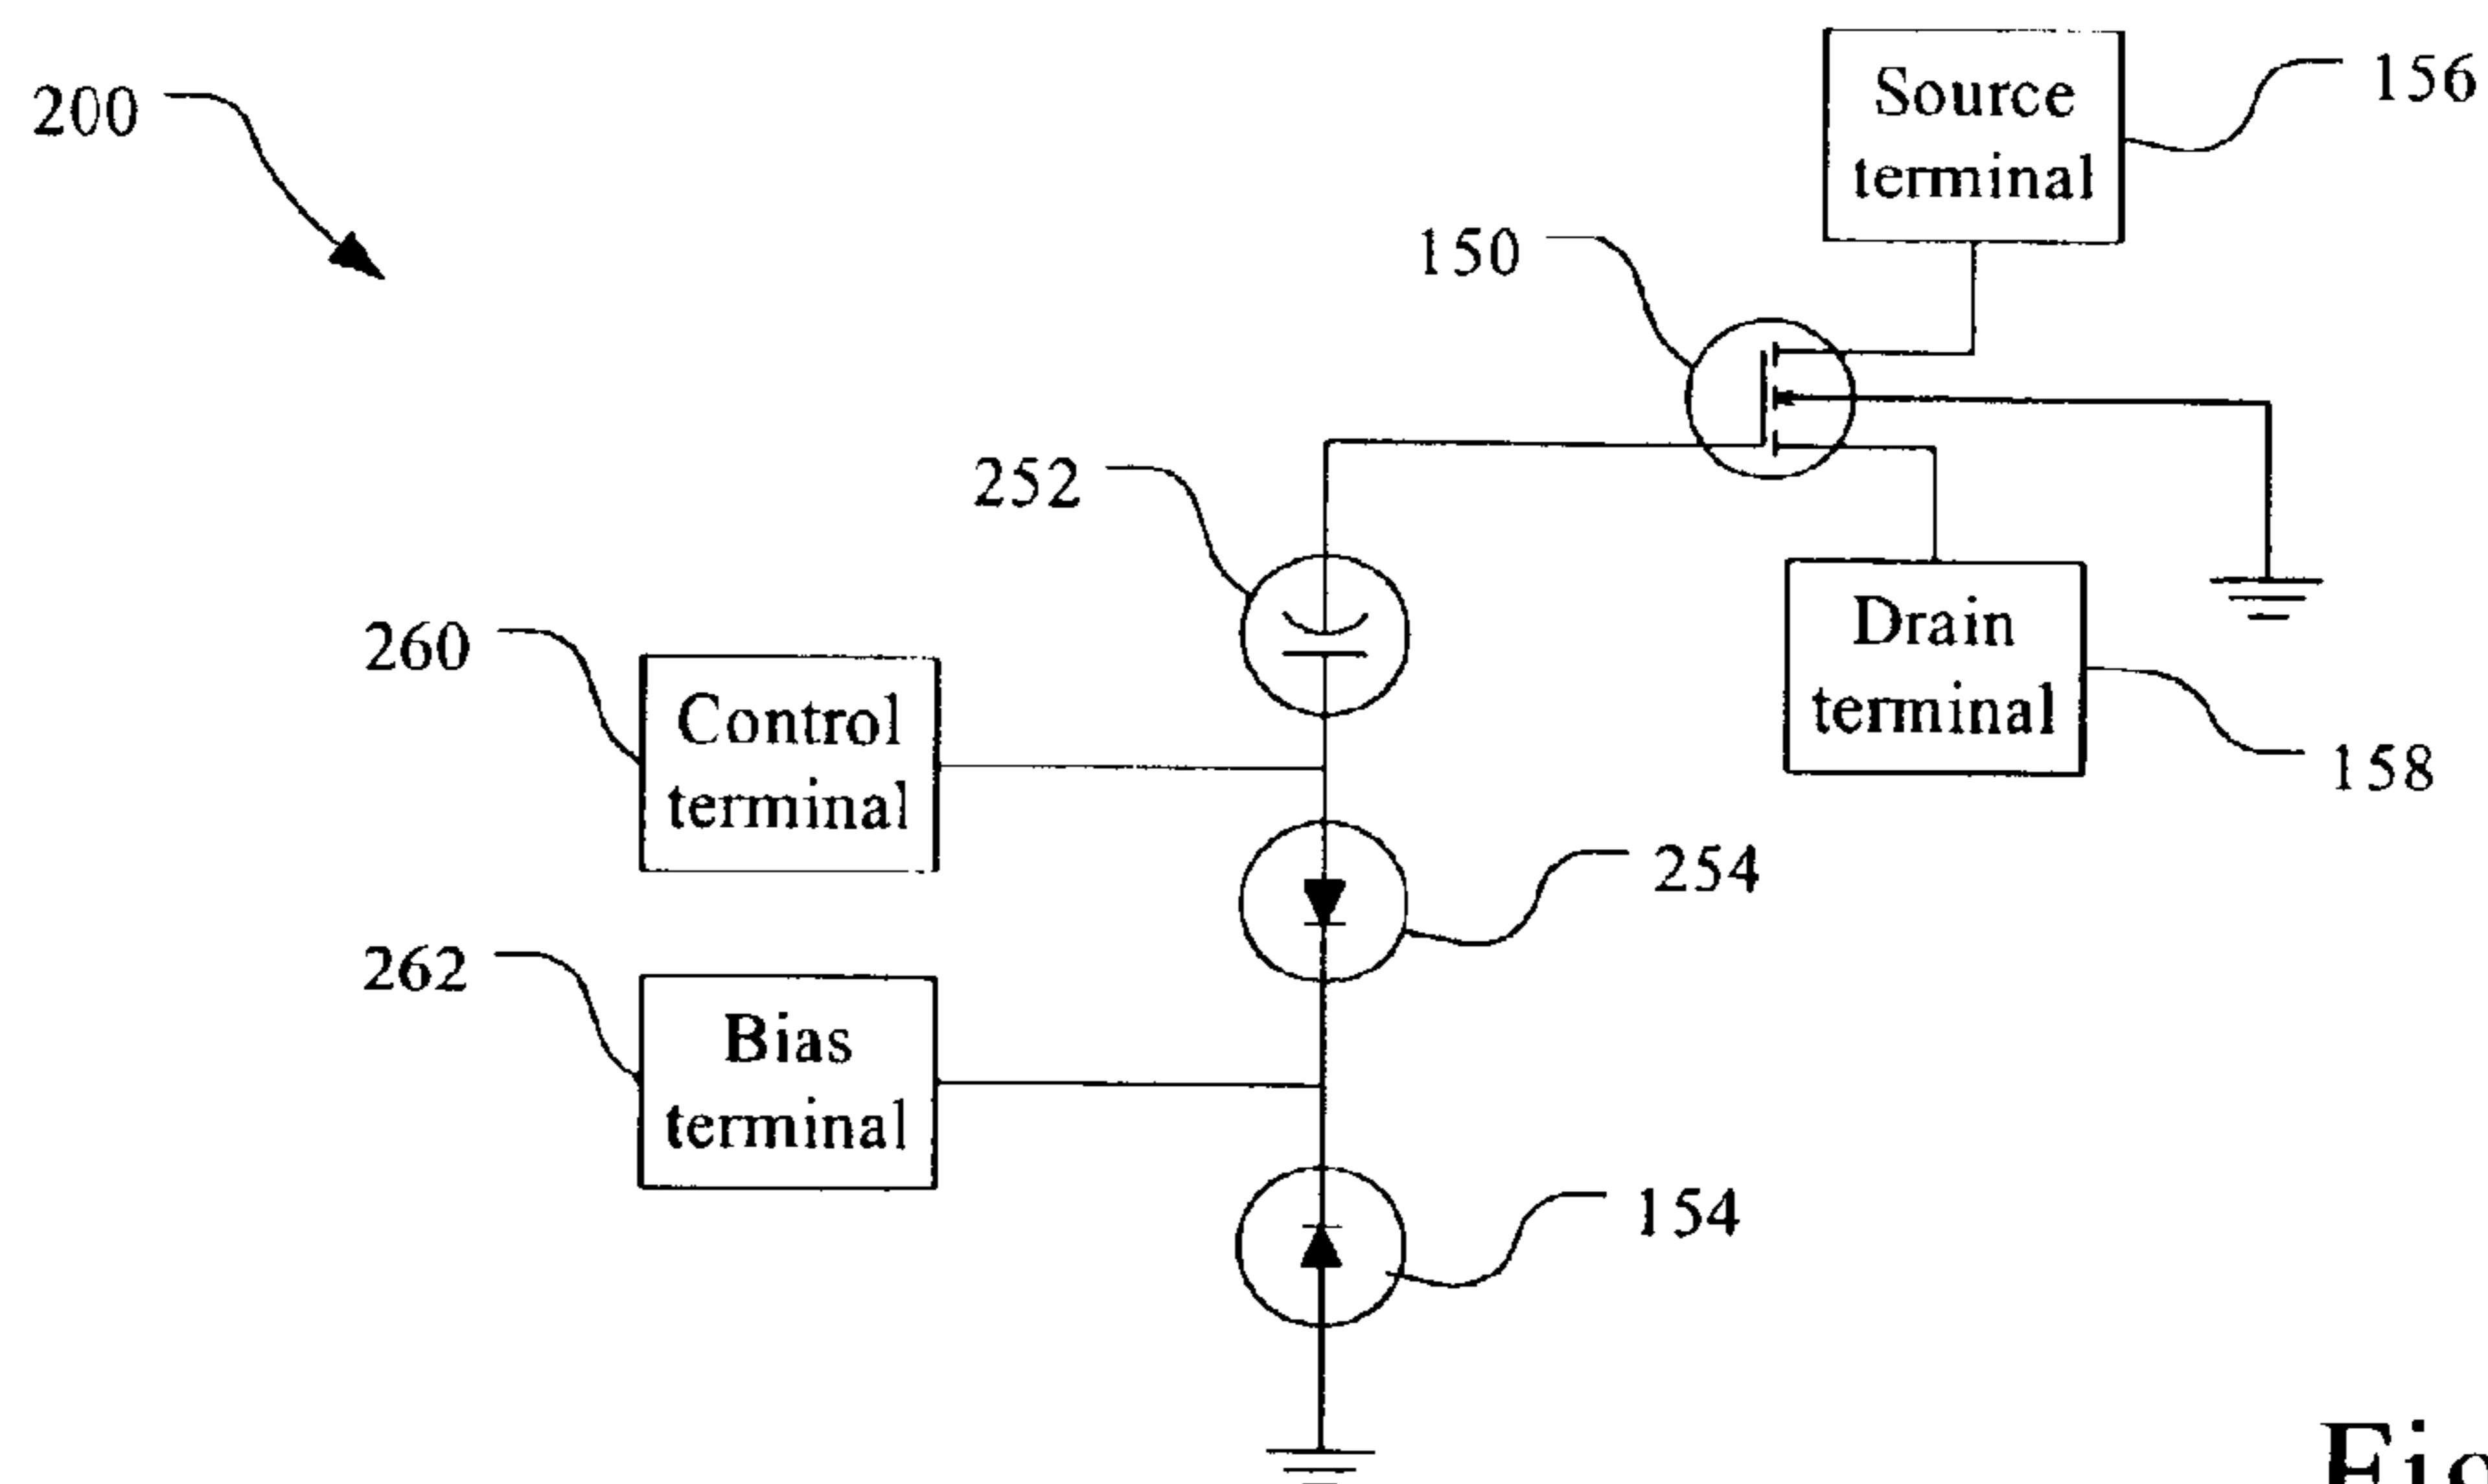 200
Source
terminal
156
150
252
260
Control
terminal
Drain
terminal
158
254
262
Bias
terminal
154